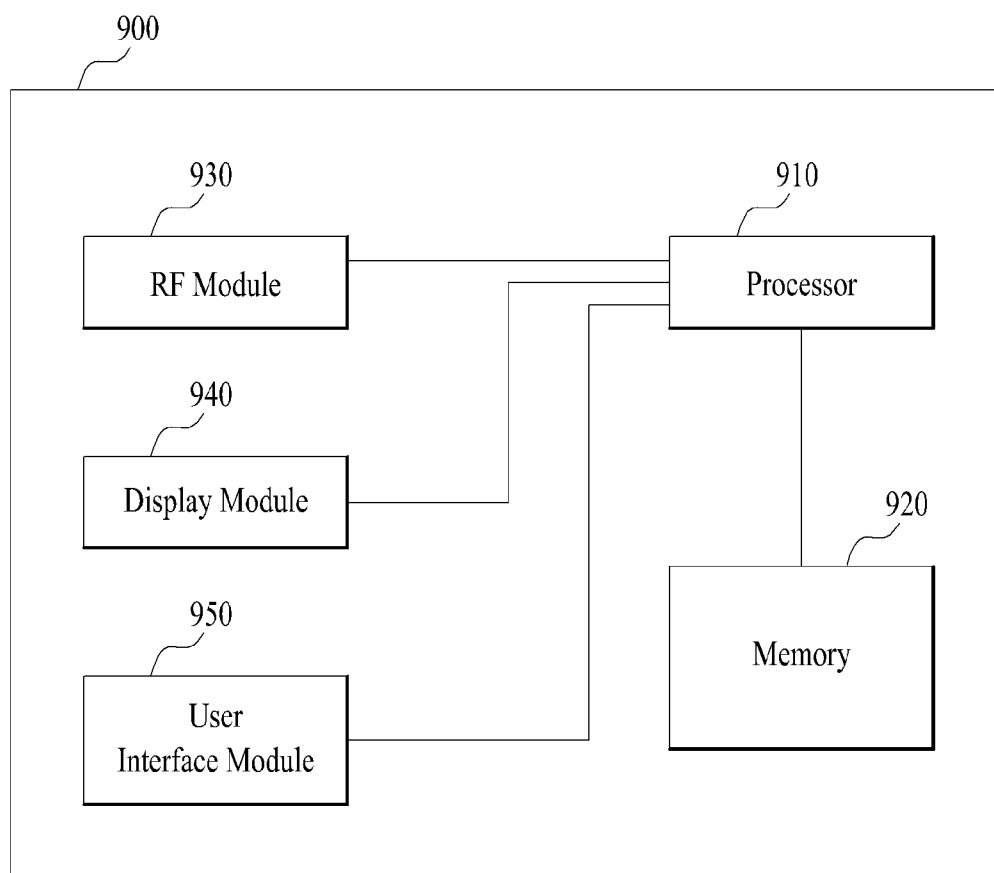 900
930
RF Module
910
Processor
940
Display Module
920
Memory
950
User
Interface Module